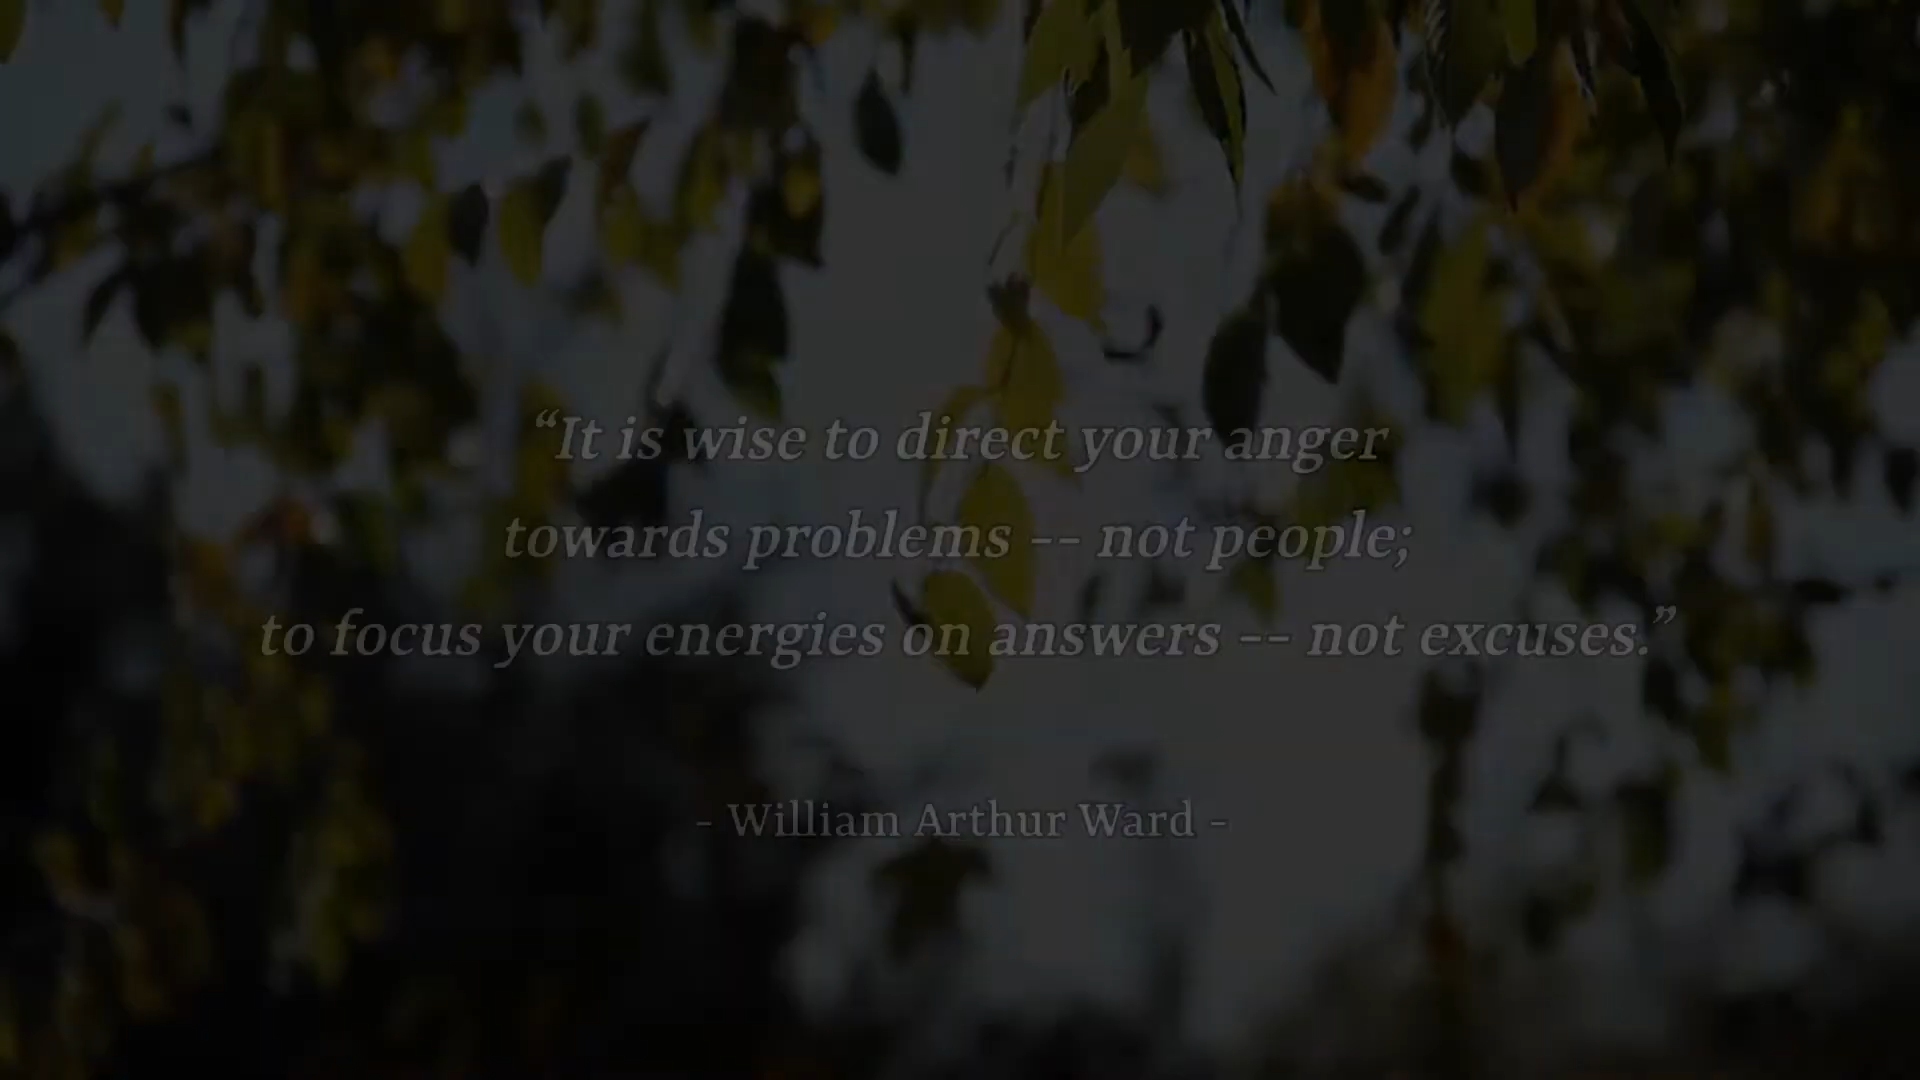 “It is wise to direct your anger
towards problems -- not people;
to focus your energies on answers -- not excuses.”
- William Arthur Ward -